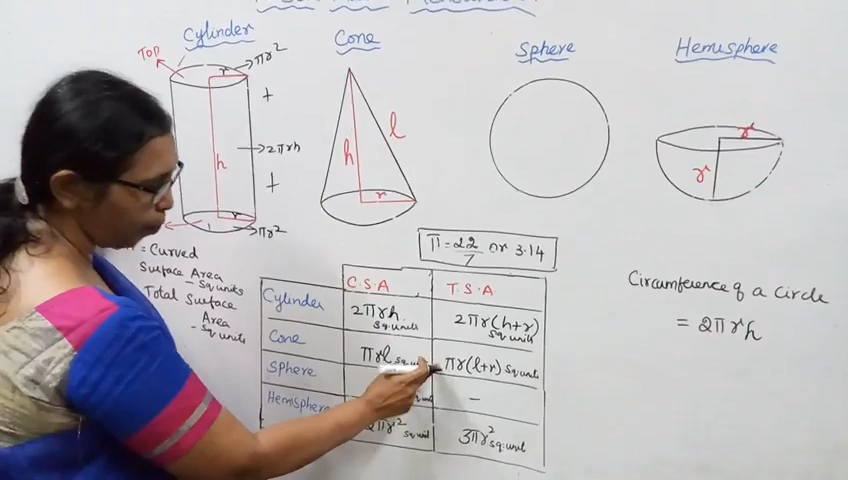 Cylinder
Cone
Sphere
Hemisphere
TOP
r
πr²
+
h
2πrh
+
r
πr²
h
l
r
r
r
π = 22/7 or 3.14
= Curved
Surface Area
- Sq units
Total Surface
Area
- Sq units
C.S.A
T.S.A
Cylinder
2πrh
Sq units
2πr(h+r)
Sq units
Cone
πrl
πr(l+r) Sq units
Sphere
-
Hemisphere
2πr² Sq unit
3πr² Sq unit
Circumference of a Circle
= 2πrh